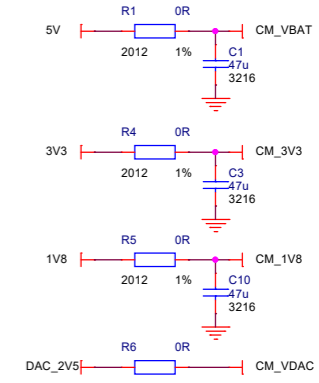 R1 0R
5V CM_VBAT
2012 1% C1
47u
3216
R4 0R
3V3 CM_3V3
2012 1% C3
47u
3216
R5 0R
1V8 CM_1V8
2012 1% C10
47u
3216
R6 0R
DAC_2V5 CM_VDAC